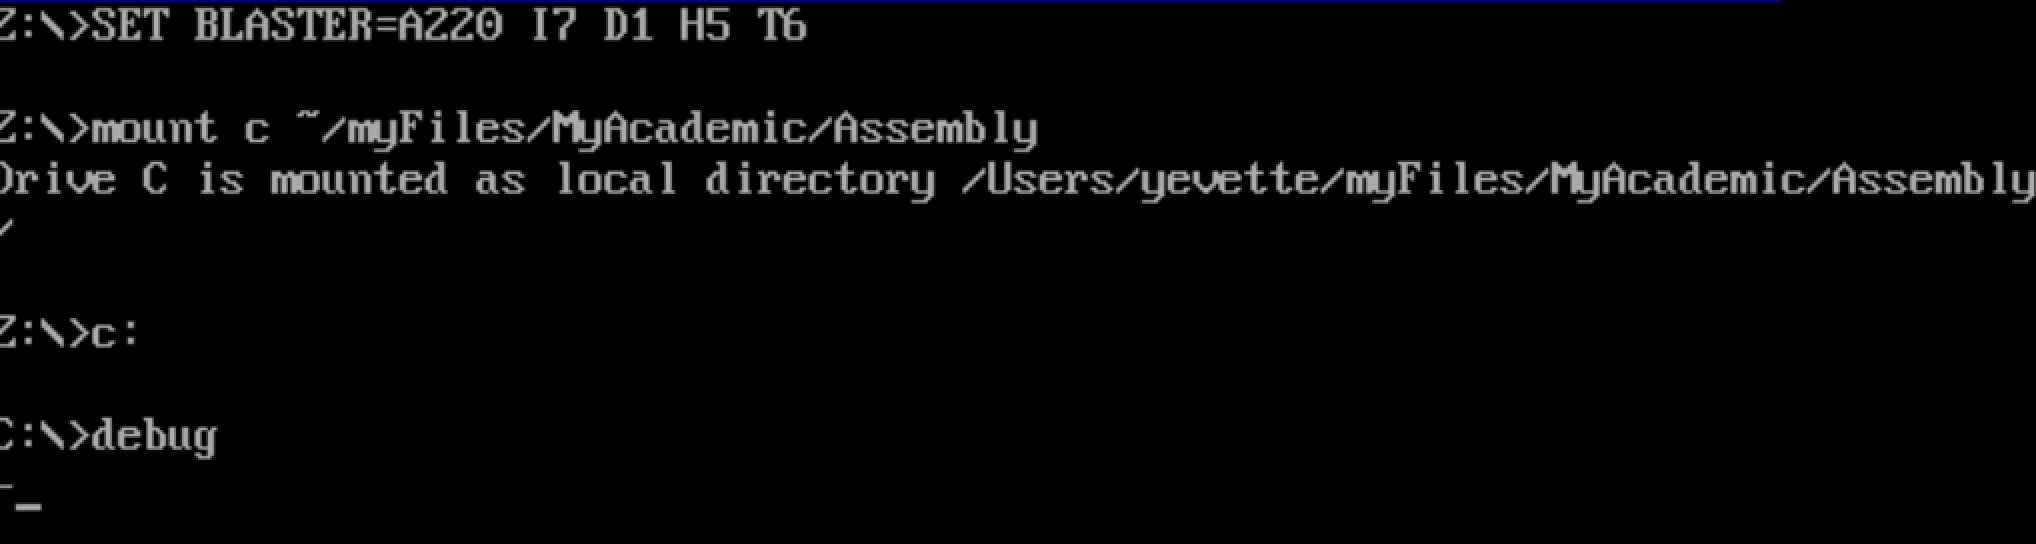 Z:\>SET BLASTER=A220 I7 D1 H5 T6
Z:\>mount c ~/myFiles/MyAcademic/Assembly
Drive C is mounted as local directory /Users/yevette/myFiles/MyAcademic/Assembly
/
Z:\>c:
C:\>debug
-_